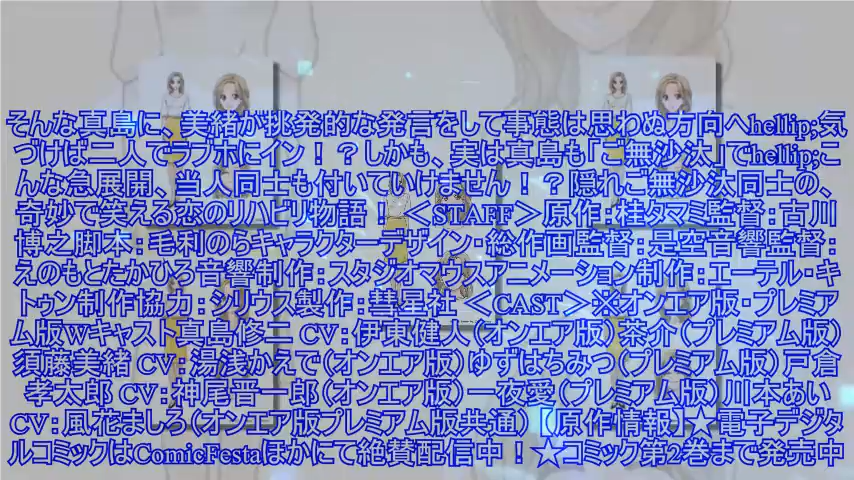 そんな真島に、美緒が挑発的な発言をして事態は思わぬ方向へhellip;気
づけば二人でラブホにイン！？しかも、実は真島も「ご無沙汰」でhellip;こ
んな急展開、当人同士も付いていけません！？隠れご無沙汰同士の、
奇妙で笑える恋のリハビリ物語！ ＜STAFF＞原作：桂タマミ監督：古川
博之脚本：毛利のらキャラクターデザイン・総作画監督：是空音響監督：
えのもとたかひろ音響制作：スタジオマウスアニメーション制作：エーテル・キ
トゥン制作協力：シリウス製作：彗星社 ＜CAST＞※オンエア版・プレミア
ム版Wキャスト真島修二 CV：伊東健人（オンエア版）茶介（プレミアム版）
須藤美緒 CV：湯浅かえで（オンエア版）ゆずはちみつ（プレミアム版）戸倉
孝太郎 CV：神尾晋一郎（オンエア版）一夜愛（プレミアム版）川本あい
CV：風花ましろ（オンエア版プレミアム版共通）【原作情報】★電子デジタ
ルコミックはComicFestaほかにて絶賛配信中！★コミック第2巻まで発売中